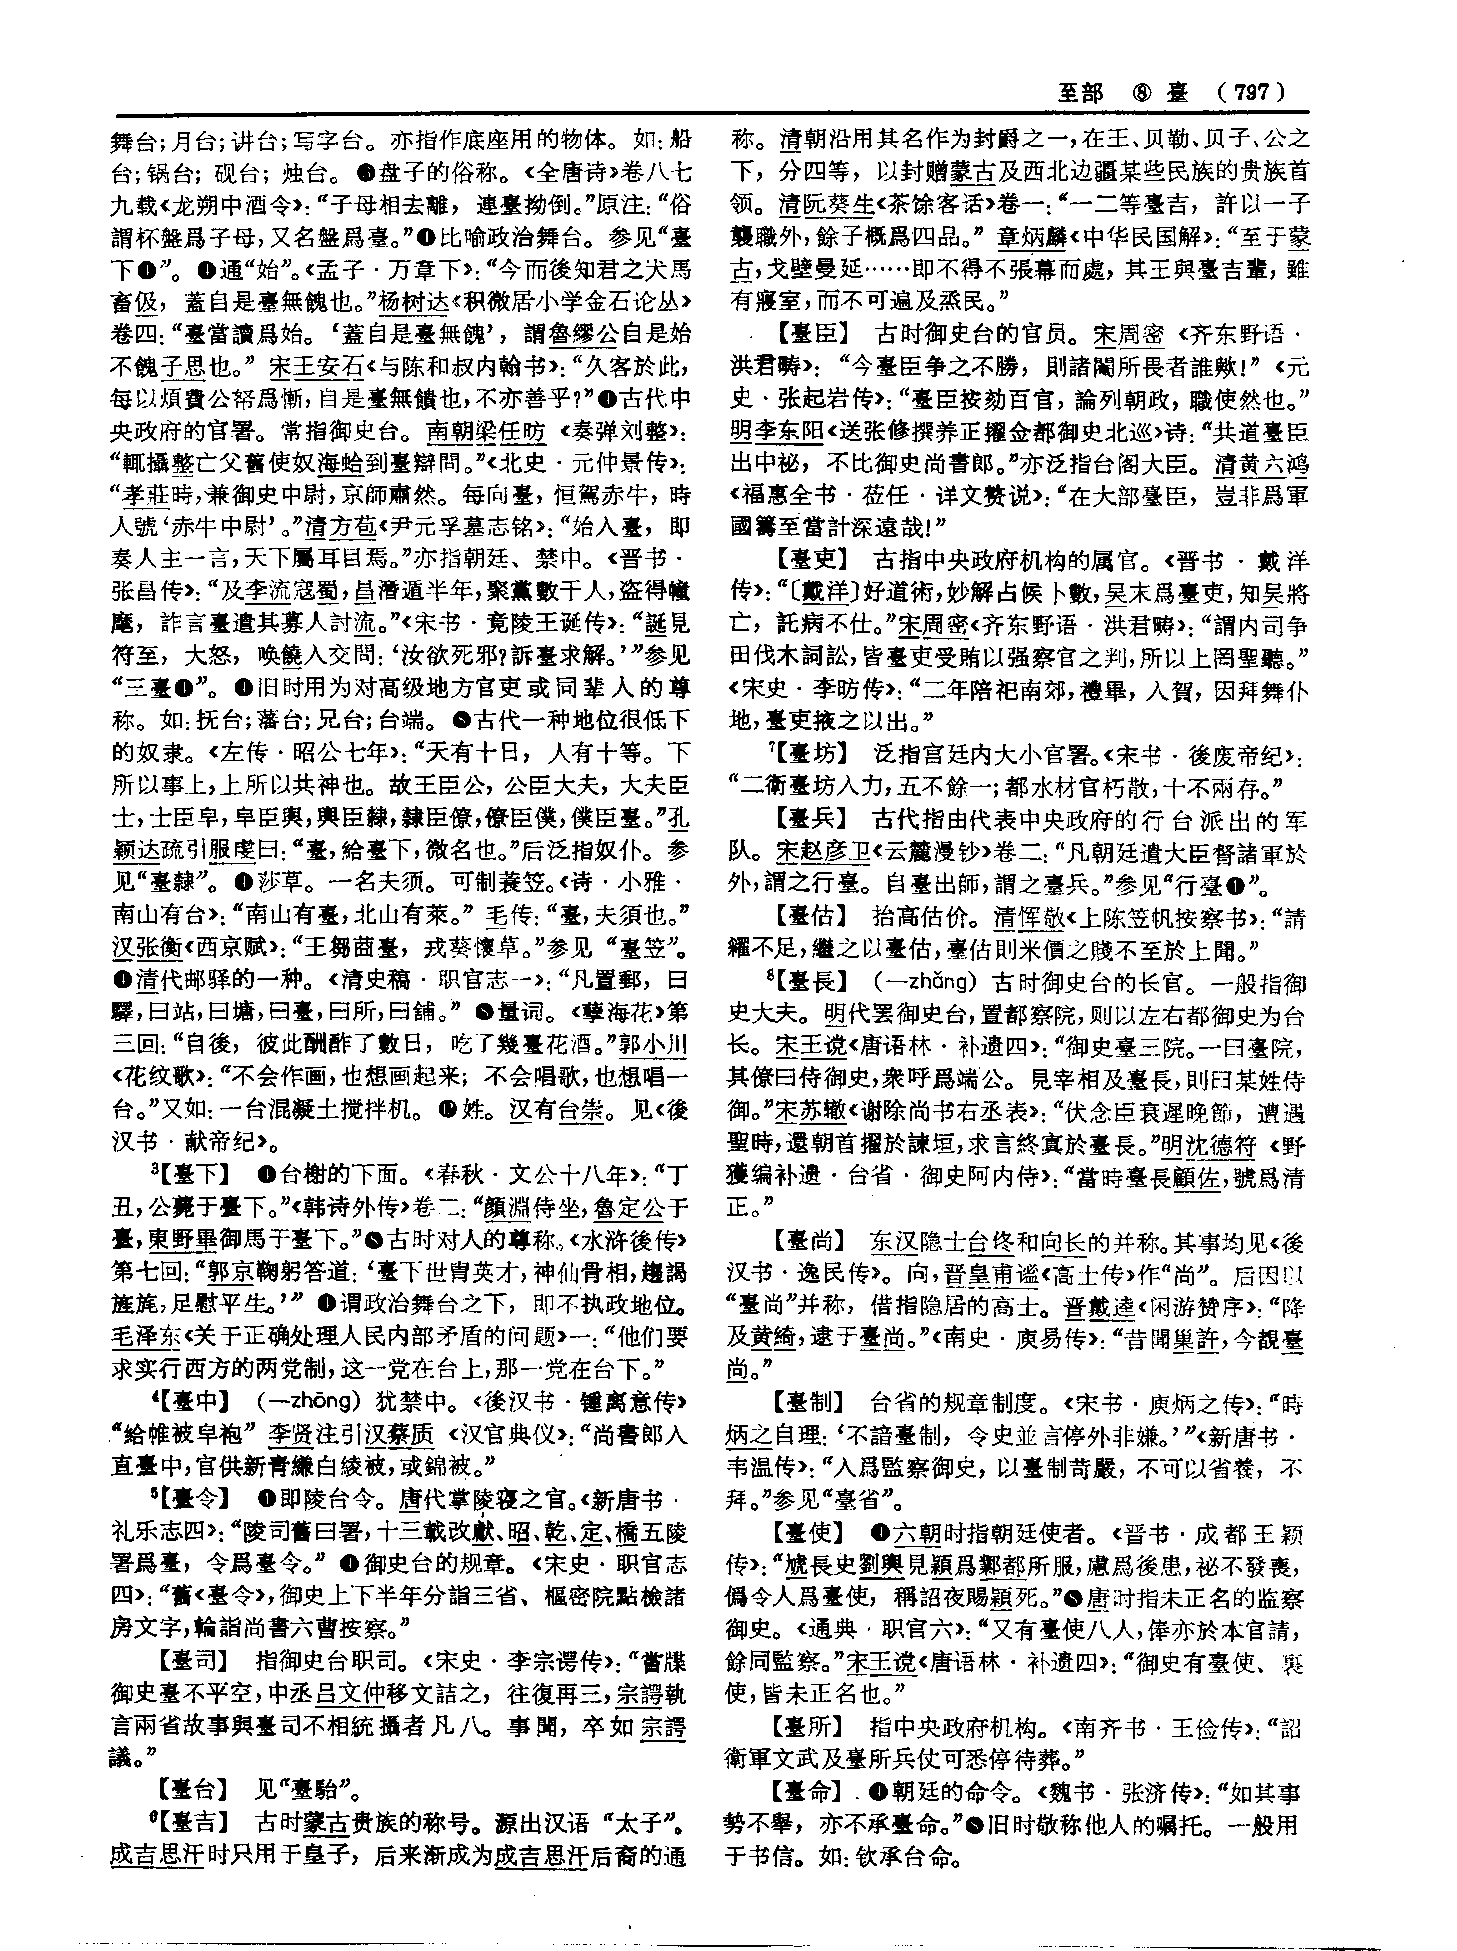 至部 ⑧ 臺 (797)
舞台;月台;讲台;写字台。亦指作底座用的物体。如:船
台;锅台;砚台;烛台。盘子的俗称。《全唐诗》卷八七
九载《龙朔中酒令》:“子母相去離,連臺拗倒。”原注:“俗
謂杯盤爲子母,又名盤爲臺。”比喻政治舞台。参见“臺
下”。通“始”。《孟子·万章下》:“今而後知君之犬馬
畜伋,蓋自是臺無餽也。”杨树达《积微居小学金石论丛》
卷四:“臺當讀爲始。‘蓋自是臺無餽’,謂魯繆公自是始
不餽子思也。”宋王安石《与陈和叔内翰书》:“久客於此,
每以煩費公帑爲慚,自是臺無饋也,不亦善乎?”古代中
央政府的官署。常指御史台。南朝梁任昉《奏弹刘整》:
“輒攝整亡父舊使奴海蛤到臺辯問。”《北史·元仲景传》:
“孝莊時,兼御史中尉,京師肅然。每向臺,恒駕赤牛,時
人號‘赤牛中尉’。”清方苞《尹元孚墓志铭》:“始入臺,即
奏人主一言,天下屬耳目焉。”亦指朝廷、禁中。《晋书·
张昌传》:“及李流寇蜀,昌潛遁半年,聚黨數千人,盗得幢
麾,詐言臺遣其募人討流。”《宋书·竟陵王诞传》:“誕見
符至,大怒,唤饒入交問:‘汝欲死邪?訴臺求解。’”参见
“三臺”。旧时用为对高级地方官吏或同辈人的尊
称。如:抚台;藩台;兄台;台端。古代一种地位很低下
的奴隶。《左传·昭公七年》:“天有十日,人有十等。下
所以事上,上所以共神也。故王臣公,公臣大夫,大夫臣
士,士臣皁,皁臣輿,輿臣隸,隸臣僚,僚臣僕,僕臣臺。”孔
颖达疏引服虔曰:“臺,給臺下,微名也。”后泛指奴仆。参
见“臺隸”。莎草。一名夫须。可制蓑笠。《诗·小雅·
南山有台》:“南山有臺,北山有萊。”毛传:“臺,夫須也。”
汉张衡《西京赋》:“王芻莔臺,戎葵懷草。”参见“臺笠”。
清代邮驿的一种。《清史稿·职官志一》:“凡置郵,曰
驛,曰站,曰塘,曰臺,曰所,曰鋪。”量词。《孽海花》第
三回:“自後,彼此酬酢了數日,吃了幾臺花酒。”郭小川
《花纹歌》:“不会作画,也想画起来;不会唱歌,也想唱一
台。”又如:一台混凝土搅拌机。姓。汉有台崇。见《後
汉书·献帝纪》。
3【臺下】 ❶台榭的下面。《春秋·文公十八年》:“丁
丑,公薨于臺下。”《韩诗外传》卷二:“顔淵侍坐,魯定公于
臺,東野畢御馬于臺下。”❷古时对人的尊称。《水浒後传》
第七回:“郭京鞠躬答道:‘臺下世冑英才,神仙骨相,趨謁
旌旄,足慰平生。’”谓政治舞台之下,即不执政地位。
毛泽东《关于正确处理人民内部矛盾的问题》一:“他们要
求实行西方的两党制,这一党在台上,那一党在台下。”
4【臺中】 (—zhōng) 犹禁中。《後汉书·锺离意传》
“給帷被皁袍”李贤注引汉蔡质《汉官典仪》:“尚書郎入
直臺中,官供新青縑白綾被,或錦被。”
5【臺令】 ❶即陵台令。唐代掌陵寝之官。《新唐书·
礼乐志四》:“陵司舊曰署,十三載改獻、昭、乾、定、橋五陵
署爲臺,令爲臺令。”御史台的规章。《宋史·职官志
四》:“舊《臺令》,御史上下半年分詣三省、樞密院點檢諸
房文字,輪詣尚書六曹按察。”
【臺司】 指御史台职司。《宋史·李宗谔传》:“嘗牒
御史臺不平空,中丞吕文仲移文詰之,往復再三,宗諤執
言兩省故事與臺司不相統攝者凡八。事聞,卒如宗諤
議。”
【臺台】 见“臺駘”。
6【臺吉】 古时蒙古贵族的称号。源出汉语“太子”。
成吉思汗时只用于皇子,后来渐成为成吉思汗后裔的通
称。清朝沿用其名作为封爵之一,在王、贝勒、贝子、公之
下,分四等,以封赠蒙古及西北边疆某些民族的贵族首
领。清阮葵生《茶馀客话》卷一:“一二等臺吉,許以一子
襲職外,餘子概爲四品。”章炳麟《中华民国解》:“至于蒙
古,戈壁曼延……即不得不張幕而處,其王與臺吉輩,雖
有寢室,而不可遍及烝民。”
【臺臣】 古时御史台的官员。宋周密《齐东野语·
洪君畴》:“今臺臣争之不勝,則諸閹所畏者誰歟!”《元
史·张起岩传》:“臺臣按劾百官,論列朝政,職使然也。”
明李东阳《送张修撰养正擢佥都御史北巡》诗:“共道臺臣
出中祕,不比御史尚書郎。”亦泛指台阁大臣。清黄六鸿
《福惠全书·莅任·详文赘说》:“在大部臺臣,豈非爲軍
國籌至當計深遠哉!”
【臺吏】 古指中央政府机构的属官。《晋书·戴洋
传》:“〔戴洋〕好道術,妙解占候卜數,吴末爲臺吏,知吴將
亡,託病不仕。”宋周密《齐东野语·洪君畴》:“謂内司争
田伐木詞訟,皆臺吏受賄以强察官之判,所以上罔聖聽。”
《宋史·李昉传》:“二年陪祀南郊,禮畢,入賀,因拜舞仆
地,臺吏掖之以出。”
7【臺坊】 泛指宫廷内大小官署。《宋书·後废帝纪》:
“二衛臺坊人力,五不餘一;都水材官朽散,十不兩存。”
【臺兵】 古代指由代表中央政府的行台派出的军
队。宋赵彦卫《云麓漫钞》卷二:“凡朝廷遣大臣督諸軍於
外,謂之行臺。自臺出師,謂之臺兵。”参见“行臺❶”。
【臺估】 抬高估价。清恽敬《上陈笠帆按察书》:“請
糴不足,繼之以臺估,臺估則米價之賤不至於上聞。”
8【臺長】 (—zhǎng) 古时御史台的长官。一般指御
史大夫。明代罢御史台,置都察院,则以左右都御史为台
长。宋王谠《唐语林·补遗四》:“御史臺三院。一曰臺院,
其僚曰侍御史,衆呼爲端公。見宰相及臺長,則曰某姓侍
御。”宋苏辙《谢除尚书右丞表》:“伏念臣衰遲晚節,遭遇
聖時,還朝首擢於諫垣,求言終寘於臺長。”明沈德符《野
獲编补遗·台省·御史阿内侍》:“當時臺長顧佐,號爲清
正。”
【臺尚】 东汉隐士台佟和向长的并称。其事均见《後
汉书·逸民传》。向,晋皇甫谧《高士传》作“尚”。后因以
“臺尚”并称,借指隐居的高士。晋戴逵《闲游赞序》:“降
及黄綺,逮于臺尚。”《南史·庾易传》:“昔聞巢許,今覩臺
尚。”
【臺制】 台省的规章制度。《宋书·庾炳之传》:“時
炳之自理:‘不諳臺制,令史並言停外非嫌。’”《新唐书·
韦温传》:“入爲監察御史,以臺制苛嚴,不可以省養,不
拜。”参见“臺省”。
【臺使】 ❶六朝时指朝廷使者。《晋书·成都王颖
传》:“虓長史劉輿見穎爲鄴都所服,慮爲後患,祕不發喪,
僞令人爲臺使,稱詔夜賜穎死。”❷唐时指未正名的监察
御史。《通典·职官六》:“又有臺使八人,俸亦於本官請,
餘同監察。”宋王谠《唐语林·补遗四》:“御史有臺使、裏
使,皆未正名也。”
【臺所】 指中央政府机构。《南齐书·王俭传》:“詔
衛軍文武及臺所兵仗可悉停待葬。”
【臺命】 ❶朝廷的命令。《魏书·张济传》:“如其事
勢不舉,亦不承臺命。”❷旧时敬称他人的嘱托。一般用
于书信。如:钦承台命。